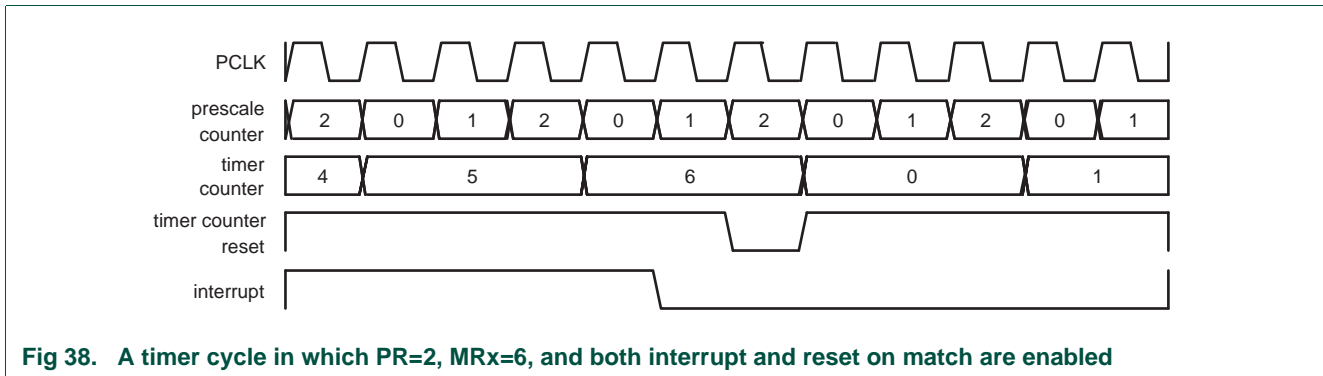 PCLK
prescale
counter
2 0 1 2 0 1 2 0 1 2 0 1
timer
counter
4 5 6 0 1
timer counter
reset
interrupt
Fig 38. A timer cycle in which PR=2, MRx=6, and both interrupt and reset on match are enabled